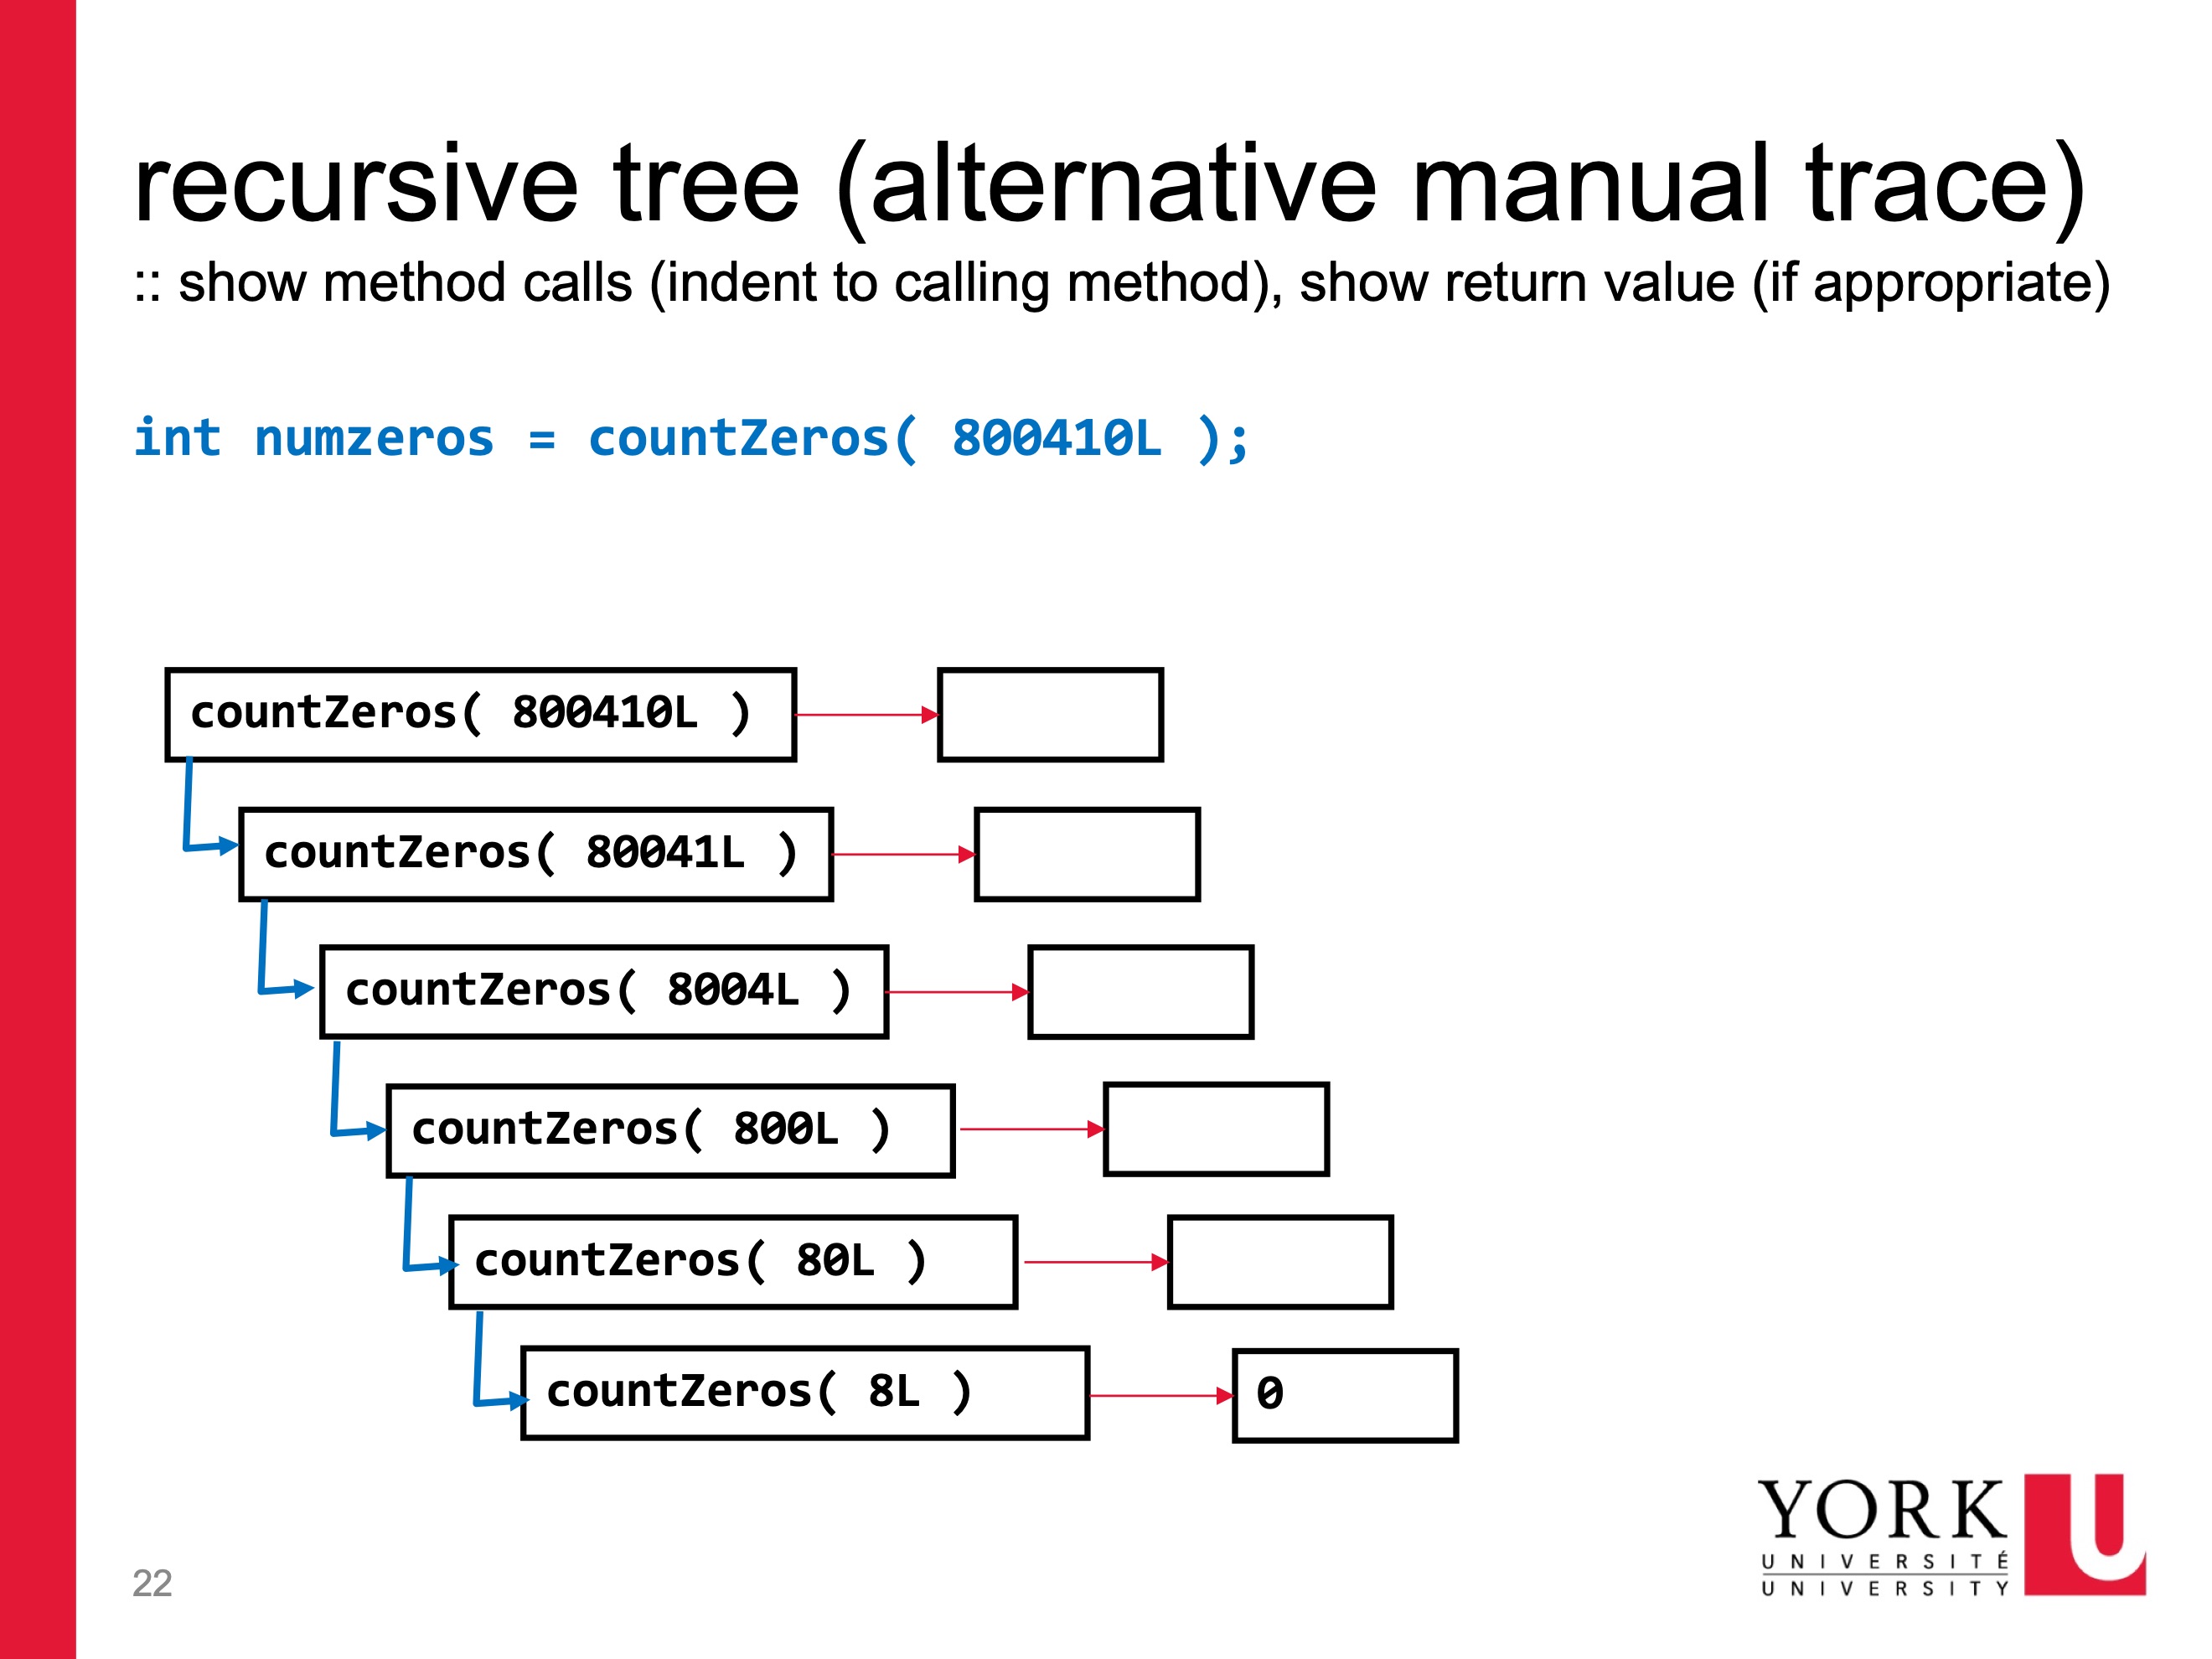 recursive tree (alternative manual trace)
:: show method calls (indent to calling method), show return value (if appropriate)
int numzeros = countZeros( 800410L );
countZeros( 800410L )
countZeros( 80041L )
countZeros( 8004L )
countZeros( 800L )
countZeros( 80L )
countZeros( 8L )
0
YORK U
UNIVERSITÉ
UNIVERSITY
22